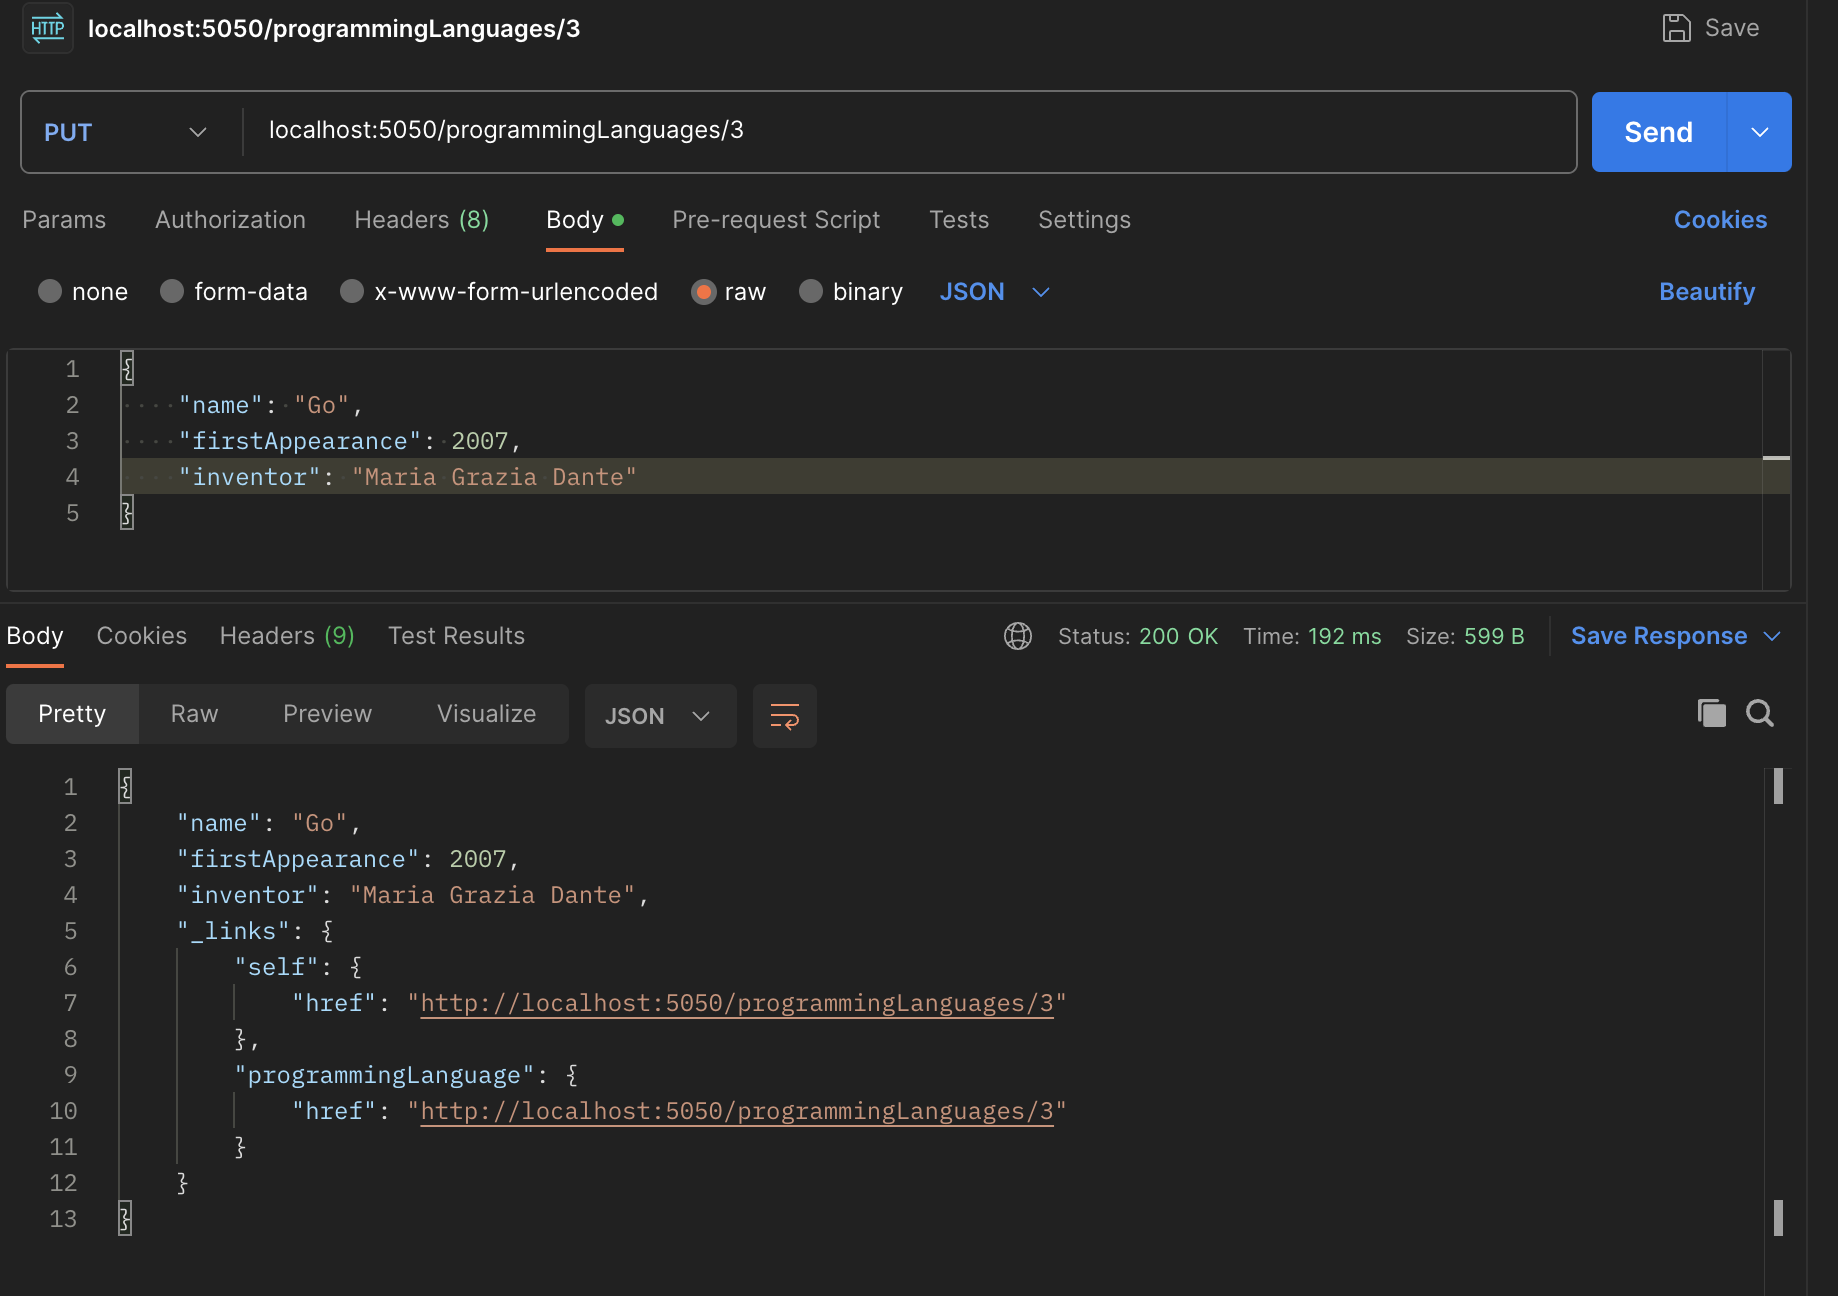 HTTP localhost:5050/programmingLanguages/3 Save
PUT localhost:5050/programmingLanguages/3 Send
Params Authorization Headers (8) Body Pre-request Script Tests Settings Cookies
none form-data x-www-form-urlencoded raw binary JSON Beautify
1 {
2 "name": "Go",
3 "firstAppearance": 2007,
4 "inventor": "Maria Grazia Dante"
5 }
Body Cookies Headers (9) Test Results Status: 200 OK Time: 192 ms Size: 599 B Save Response
Pretty Raw Preview Visualize JSON
1 {
2 "name": "Go",
3 "firstAppearance": 2007,
4 "inventor": "Maria Grazia Dante",
5 "_links": {
6 "self": {
7 "href": "http://localhost:5050/programmingLanguages/3"
8 },
9 "programmingLanguage": {
10 "href": "http://localhost:5050/programmingLanguages/3"
11 }
12 }
13 }